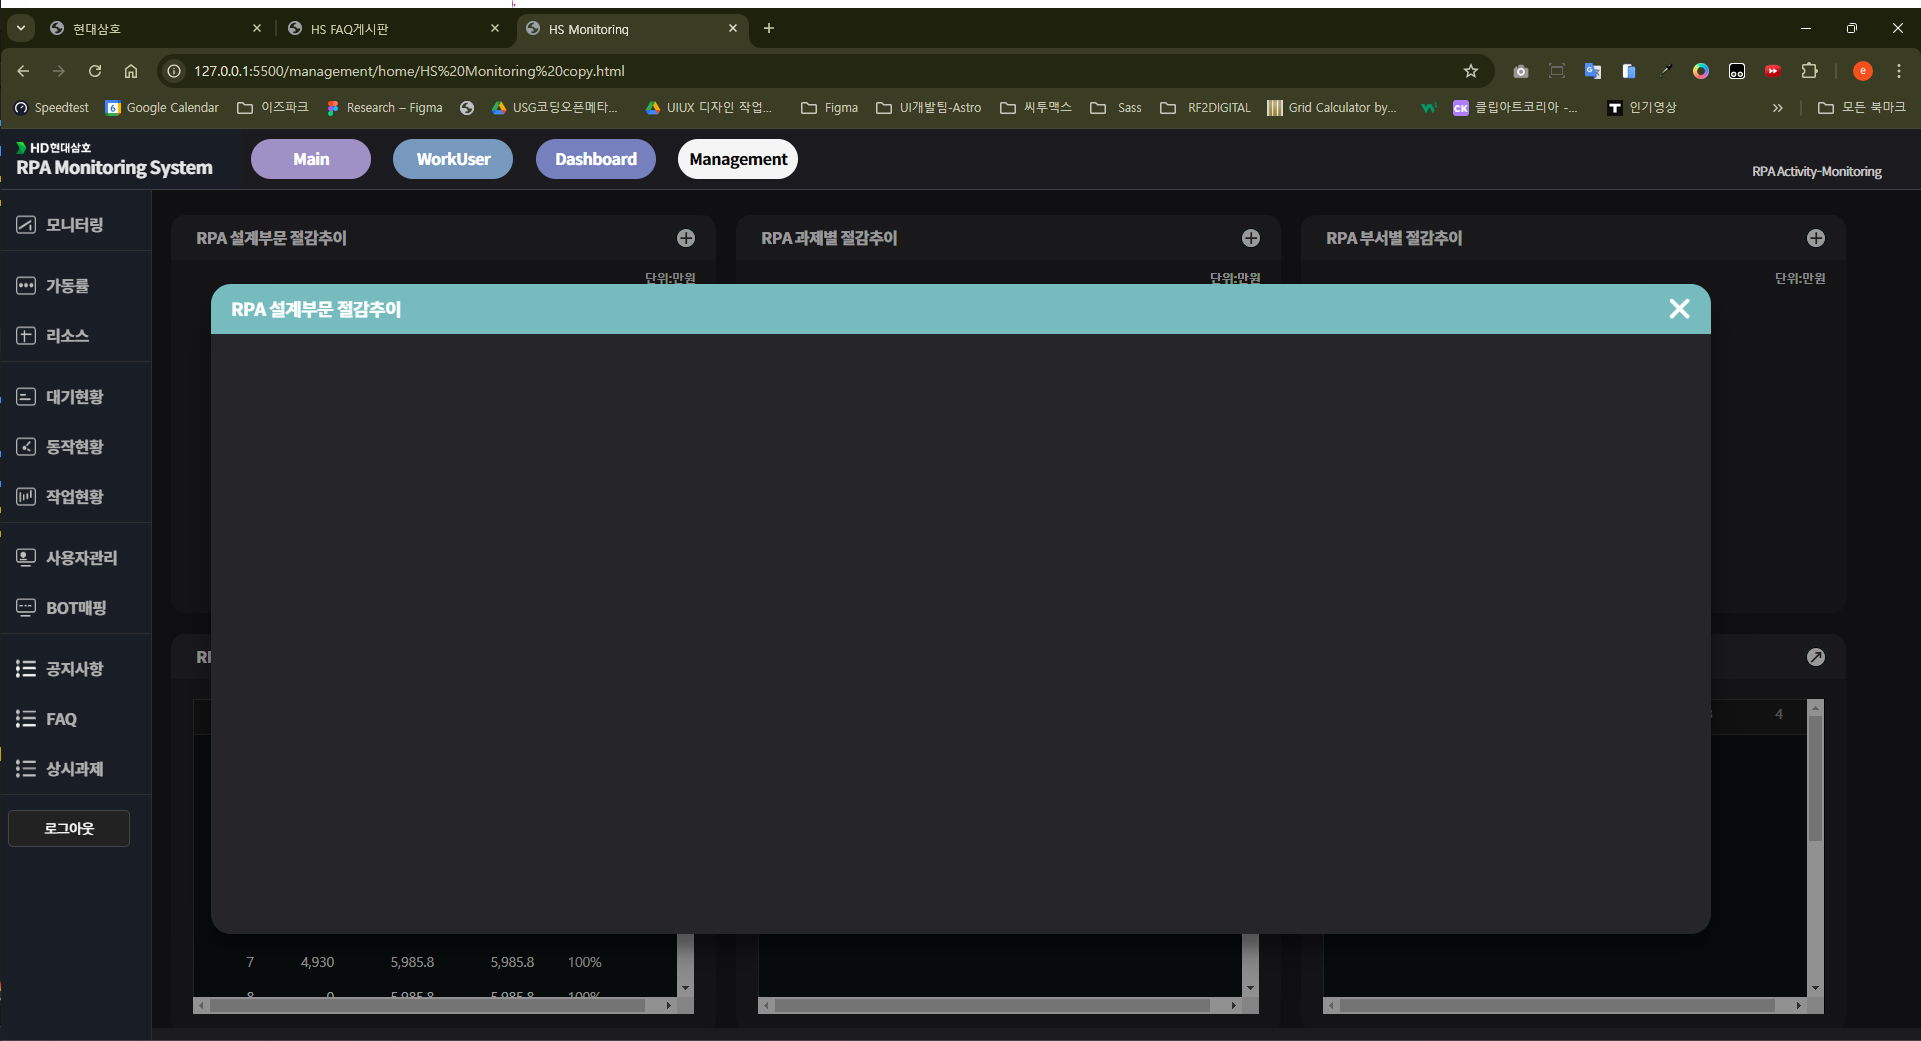 현대삼호
HS FAQ게시판
HS Monitoring
127.0.0.1:5500/management/home/HS%20Monitoring%20copy.html
Speedtest
Google Calendar
이즈파크
Research – Figma
USG코딩오픈메타...
UIUX 디자인 작업...
Figma
UI개발팀-Astro
씨투맥스
Sass
RF2DIGITAL
Grid Calculator by...
클립아트코리아 -...
인기영상
모든 북마크
HD현대삼호
RPA Monitoring System
Main
WorkUser
Dashboard
Management
RPA Activity-Monitoring
모니터링
가동률
리소스
대기현황
동작현황
작업현황
사용자관리
BOT매핑
공지사항
FAQ
상시과제
로그아웃
RPA 설계부문 절감추이
단위:만원
RPA 과제별 절감추이
단위:만원
RPA 부서별 절감추이
단위:만원
RPA 설계부문 절감추이
4
7 4,930 5,985.8 5,985.8 100%
8 0 5,985.8 5,985.8 100%